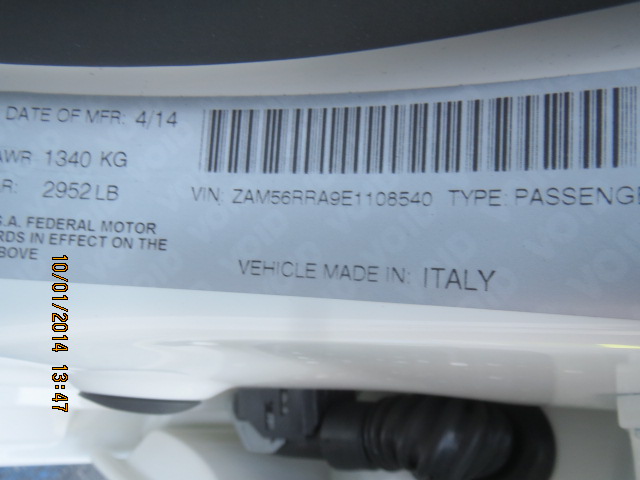 DATE OF MFR: 4/14
AWR 1340 KG
R: 2952 LB
VIN: ZAM56RRA9E1108540 TYPE: PASSENGE
S.A. FEDERAL MOTOR
RDS IN EFFECT ON THE
BOVE
VEHICLE MADE IN: ITALY
10/01/2014 13:47